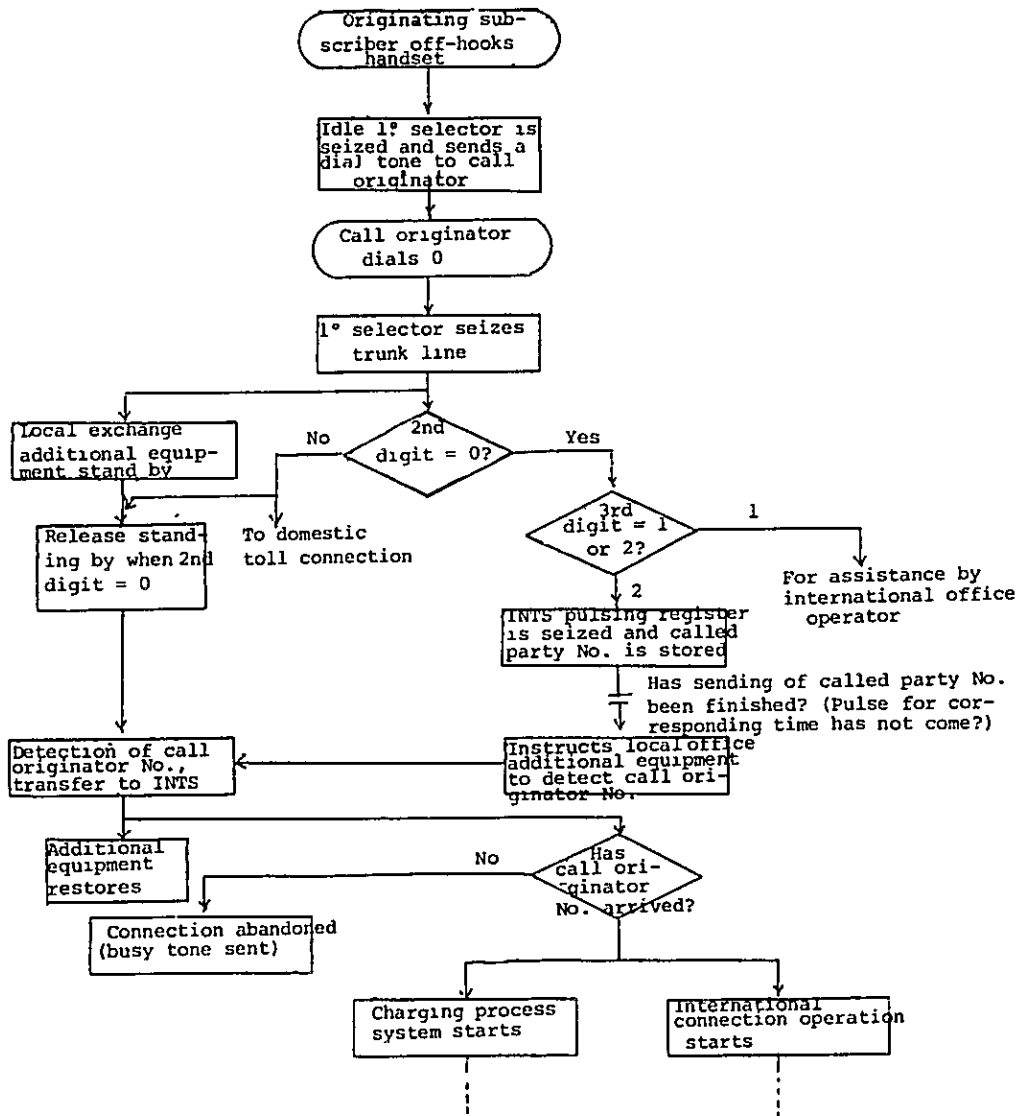 Originating sub-
scriber off-hooks
handset
Idle 1° selector is
seized and sends a
dial tone to call
originator
Call originator
dials 0
1° selector seizes
trunk line
Local exchange
additional equip-
ment stand by
No
2nd
digit = 0?
Yes
Release stand-
ing by when 2nd
digit = 0
To domestic
toll connection
3rd
digit = 1
or 2?
1
For assistance by
international office
operator
2
INTS pulsing register
is seized and called
party No. is stored
Has sending of called party No.
been finished? (Pulse for cor-
responding time has not come?)
Detection of call
originator No.,
transfer to INTS
Instructs local office
additional equipment
to detect call ori-
ginator No.
Additional
equipment
restores
No
Has
call ori-
ginator
No. arrived?
Connection abandoned
(busy tone sent)
Charging process
system starts
International
connection operation
starts